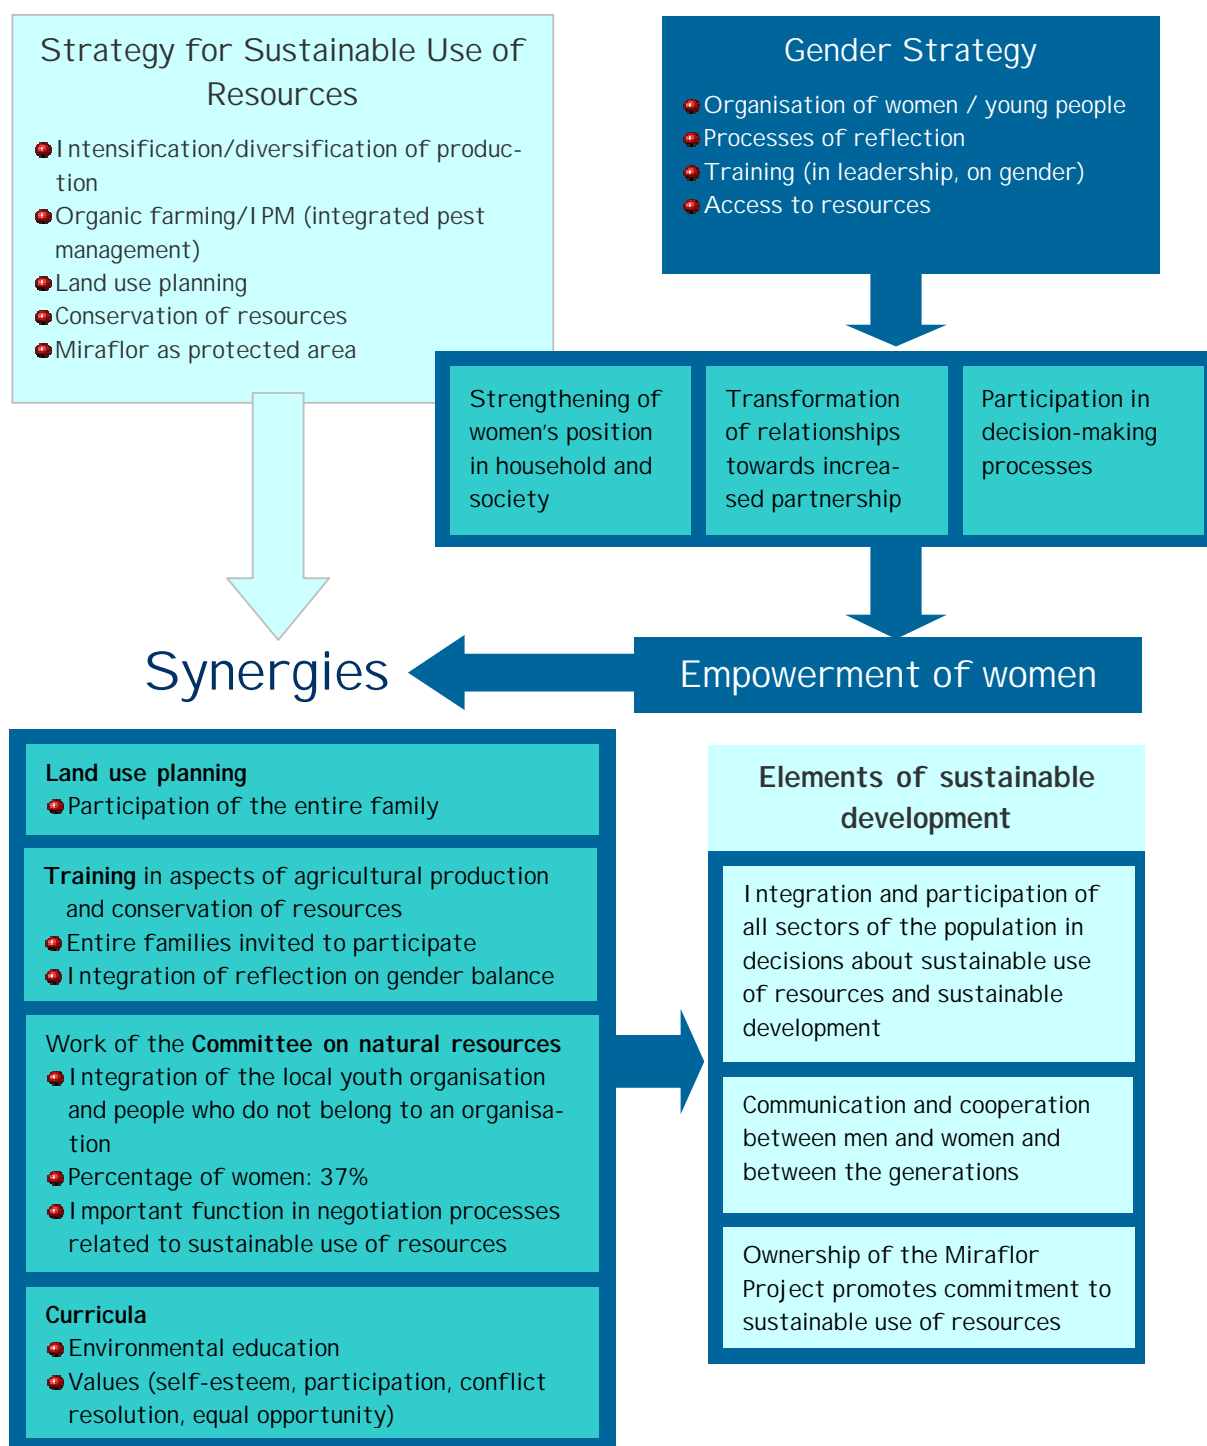 Strategy for Sustainable Use of
Resources
Intensification/diversification of produc-
tion
Organic farming/IPM (integrated pest
management)
Land use planning
Conservation of resources
Miraflor as protected area
Gender Strategy
Organisation of women / young people
Processes of reflection
Training (in leadership, on gender)
Access to resources
Strengthening of
women's position
in household and
society
Transformation
of relationships
towards increa-
sed partnership
Participation in
decision-making
processes
Synergies
Empowerment of women
Land use planning
Participation of the entire family
Training in aspects of agricultural production
and conservation of resources
Entire families invited to participate
Integration of reflection on gender balance
Work of the Committee on natural resources
Integration of the local youth organisation
and people who do not belong to an organisa-
tion
Percentage of women: 37%
Important function in negotiation processes
related to sustainable use of resources
Curricula
Environmental education
Values (self-esteem, participation, conflict
resolution, equal opportunity)
Elements of sustainable
development
Integration and participation of
all sectors of the population in
decisions about sustainable use
of resources and sustainable
development
Communication and cooperation
between men and women and
between the generations
Ownership of the Miraflor
Project promotes commitment to
sustainable use of resources